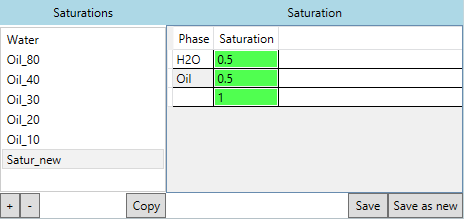 Saturations
Water
Oil_80
Oil_40
Oil_30
Oil_20
Oil_10
Satur_new
+ - Copy
Saturation
Phase Saturation
H2O 0.5
Oil 0.5
1
Save Save as new